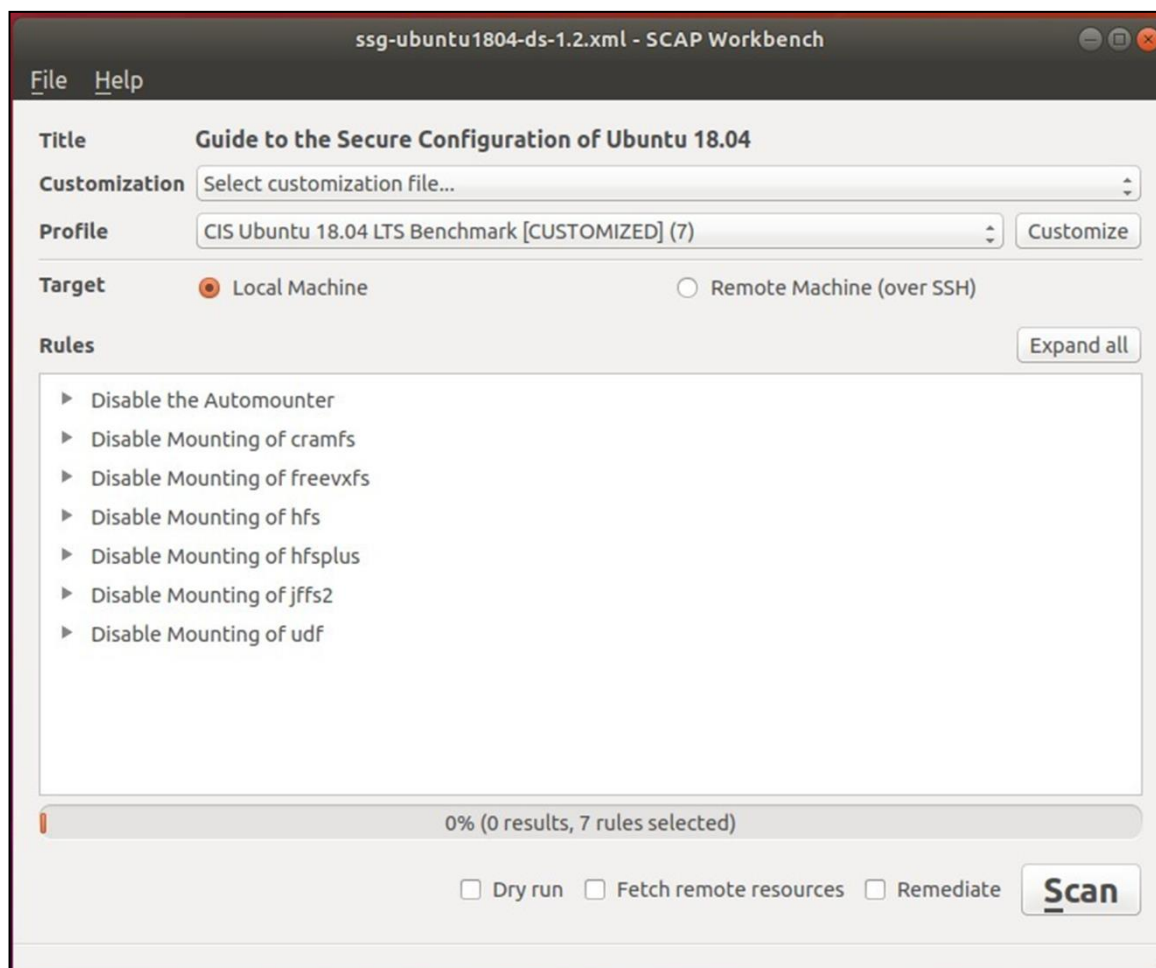 ssg-ubuntu1804-ds-1.2.xml - SCAP Workbench
File Help
Title Guide to the Secure Configuration of Ubuntu 18.04
Customization Select customization file...
Profile CIS Ubuntu 18.04 LTS Benchmark [CUSTOMIZED] (7) Customize
Target Local Machine Remote Machine (over SSH)
Rules Expand all
Disable the Automounter
Disable Mounting of cramfs
Disable Mounting of freevxfs
Disable Mounting of hfs
Disable Mounting of hfsplus
Disable Mounting of jffs2
Disable Mounting of udf
0% (0 results, 7 rules selected)
Dry run Fetch remote resources Remediate Scan